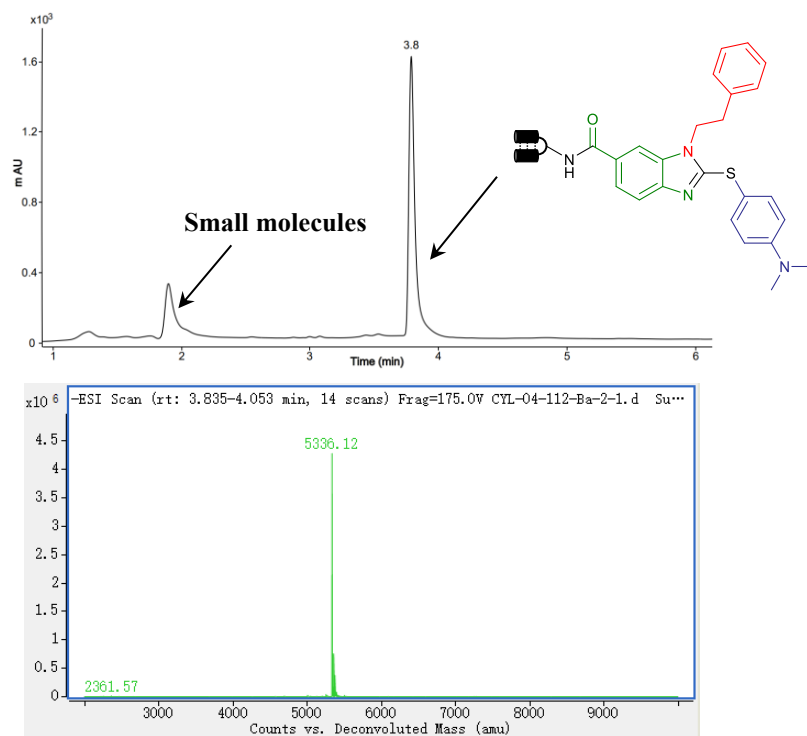 x10³
3.8
1.6
1.2
m AU
0.8
0.4
0
Small molecules
1 2 3 4 5 6
Time (min)
O
N
H
N
N
S
N
x10 6
-ESI Scan (rt: 3.835-4.053 min, 14 scans) Frag=175.0V CYL-04-112-Ba-2-1.d Su···
5336.12
4.5
4
3.5
3
2.5
2
1.5
1
0.5
0
2361.57
3000 4000 5000 6000 7000 8000 9000
Counts vs. Deconvoluted Mass (amu)